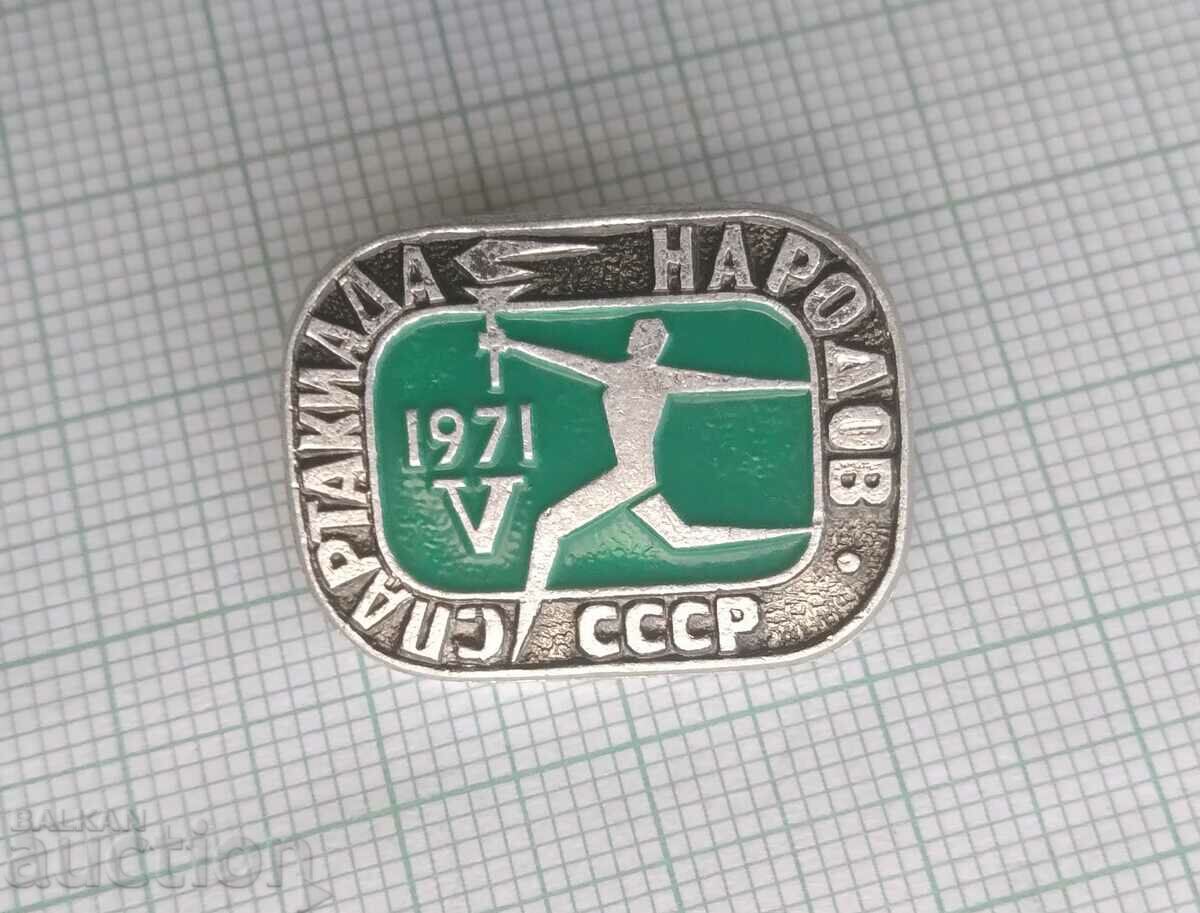 СПАРТАКИАДА НАРОДОВ
1971
V
СССР
BALKAN
auction